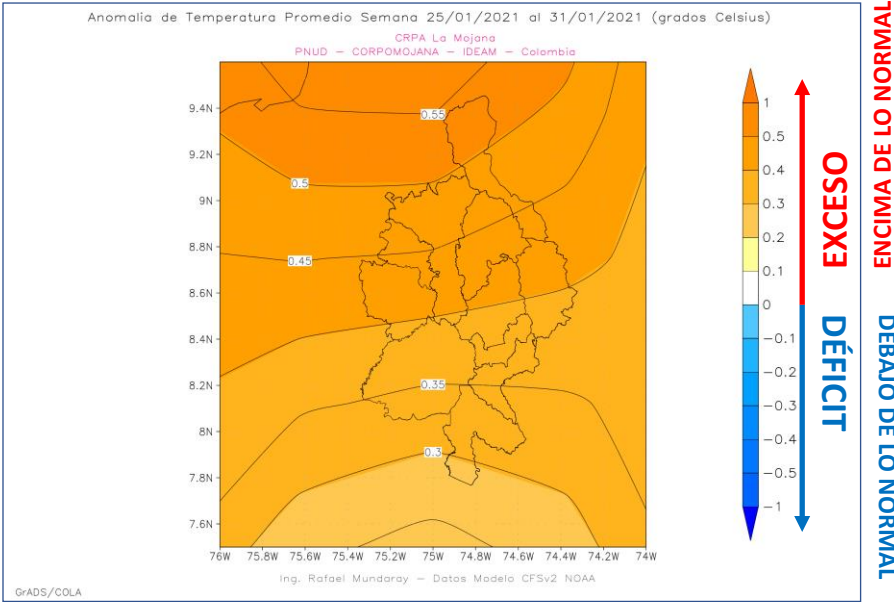 Anomalia de Temperatura Promedio Semana 25/01/2021 al 31/01/2021 (grados Celsius)
CRPA La Mojana
PNUD – CORPOMOJANA – IDEAM – Colombia
9.4N
9.2N
9N
8.8N
8.6N
8.4N
8.2N
8N
7.8N
7.6N
0.55
0.5
0.45
0.35
0.3
76W 75.8W 75.6W 75.4W 75.2W 75W 74.8W 74.6W 74.4W 74.2W 74W
1
0.5
0.4
0.3
0.2
0.1
0
−0.1
−0.2
−0.3
−0.4
−0.5
−1
EXCESO
DÉFICIT
ENCIMA DE LO NORMAL
DEBAJO DE LO NORMAL
Ing. Rafael Mundaray – Datos Modelo CFSv2 NOAA
GrADS/COLA